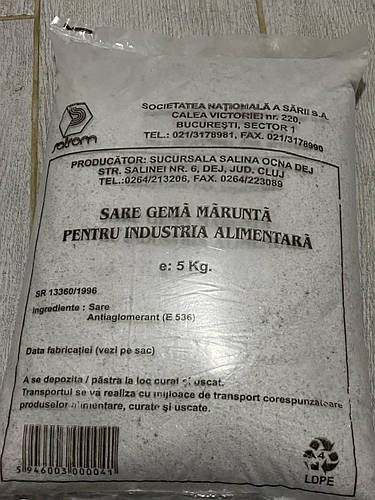 SOCIETATEA NAȚIONALĂ A SĂRII S.A.
CALEA VICTORIEI nr. 220,
BUCUREȘTI, SECTOR 1
TEL.: 021/3178981, FAX. 021/3178990
salrom
PRODUCĂTOR: SUCURSALA SALINA OCNA DEJ
STR. SALINEI NR. 6, DEJ, JUD. CLUJ
TEL.:0264/213206, FAX. 0264/223089
SARE GEMĂ MĂRUNTĂ
PENTRU INDUSTRIA ALIMENTARĂ
e: 5 Kg.
SR 13360/1996
Ingrediente : Sare
Antiaglomerant (E 536)
Data fabricației (vezi pe sac)
A se depozita / păstra la loc curat și uscat.
Transportul se va realiza cu mijloace de transport corespunzătoare
produselor alimentare, curate și uscate.
5 946003 000041
4
LDPE